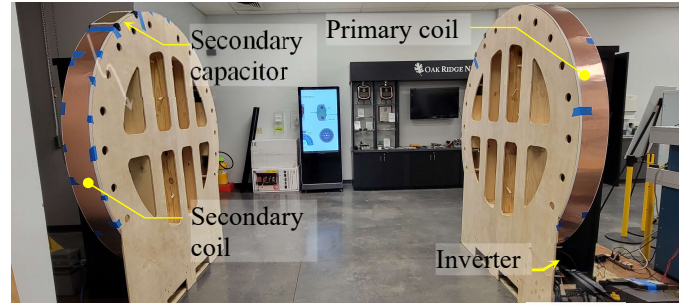 Secondary
capacitor
Primary coil
OAK RIDGE
Secondary
coil
Inverter